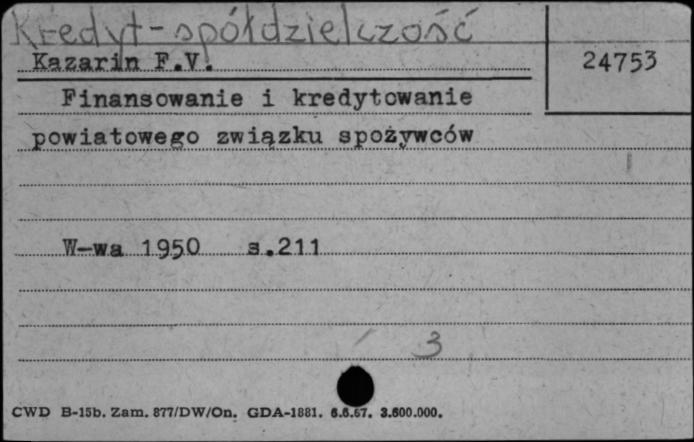 Kredyt - spółdzielczość
Kazarin F.V.
24753
Finansowanie i kredytowanie
powiatowego związku spożywców
W-wa 1950 s.211
3
CWD B-15b. Zam. 877/DW/On. GDA-1881. 6.6.67. 3.600.000.